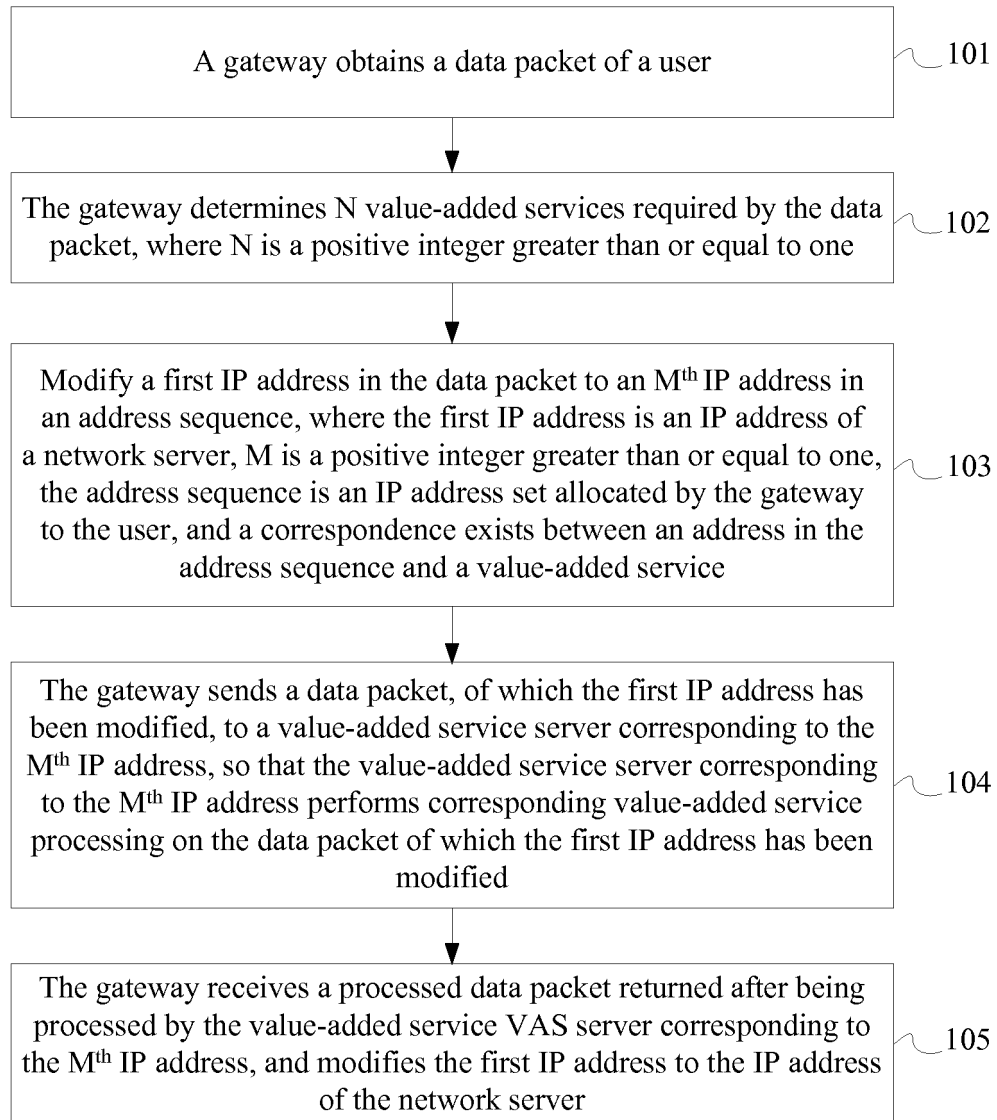 A gateway obtains a data packet of a user
101
The gateway determines N value-added services required by the data
packet, where N is a positive integer greater than or equal to one
102
Modify a first IP address in the data packet to an Mth IP address in
an address sequence, where the first IP address is an IP address of
a network server, M is a positive integer greater than or equal to one,
the address sequence is an IP address set allocated by the gateway
to the user, and a correspondence exists between an address in the
address sequence and a value-added service
103
The gateway sends a data packet, of which the first IP address has
been modified, to a value-added service server corresponding to the
Mth IP address, so that the value-added service server corresponding
to the Mth IP address performs corresponding value-added service
processing on the data packet of which the first IP address has been
modified
104
The gateway receives a processed data packet returned after being
processed by the value-added service VAS server corresponding to
the Mth IP address, and modifies the first IP address to the IP address
of the network server
105